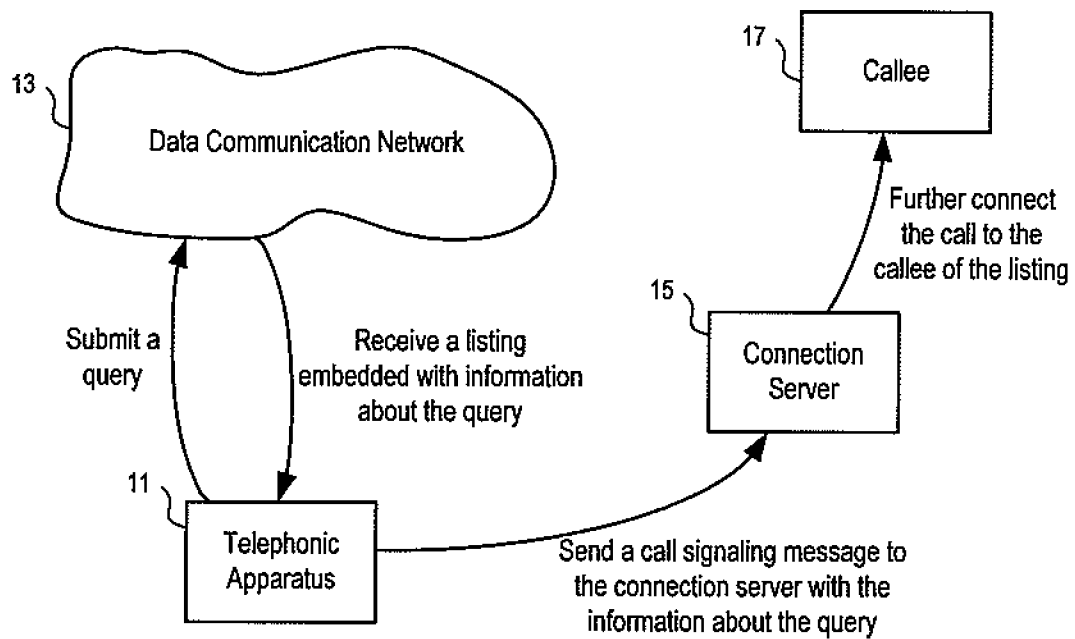 17
Callee
13
Data Communication Network
Further connect
the call to the
callee of the listing
15
Submit a
query
Receive a listing
embedded with information
about the query
Connection
Server
11
Telephonic
Apparatus
Send a call signaling message to
the connection server with the
information about the query